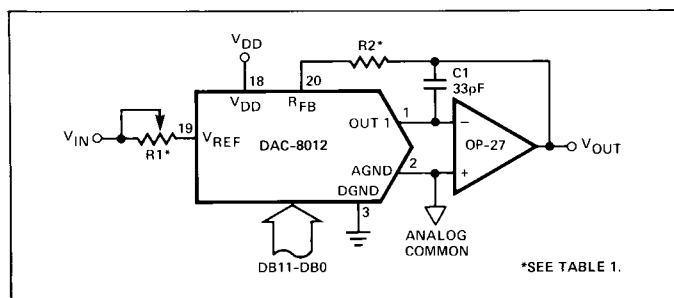 VDD
18
VDD
20
RFB
R2*
C1
33pF
VIN
R1*
19
VREF
DAC-8012
OUT 1
1
−
OP-27
VOUT
AGND
2
+
DGND
3
ANALOG
COMMON
DB11-DB0
*SEE TABLE 1.